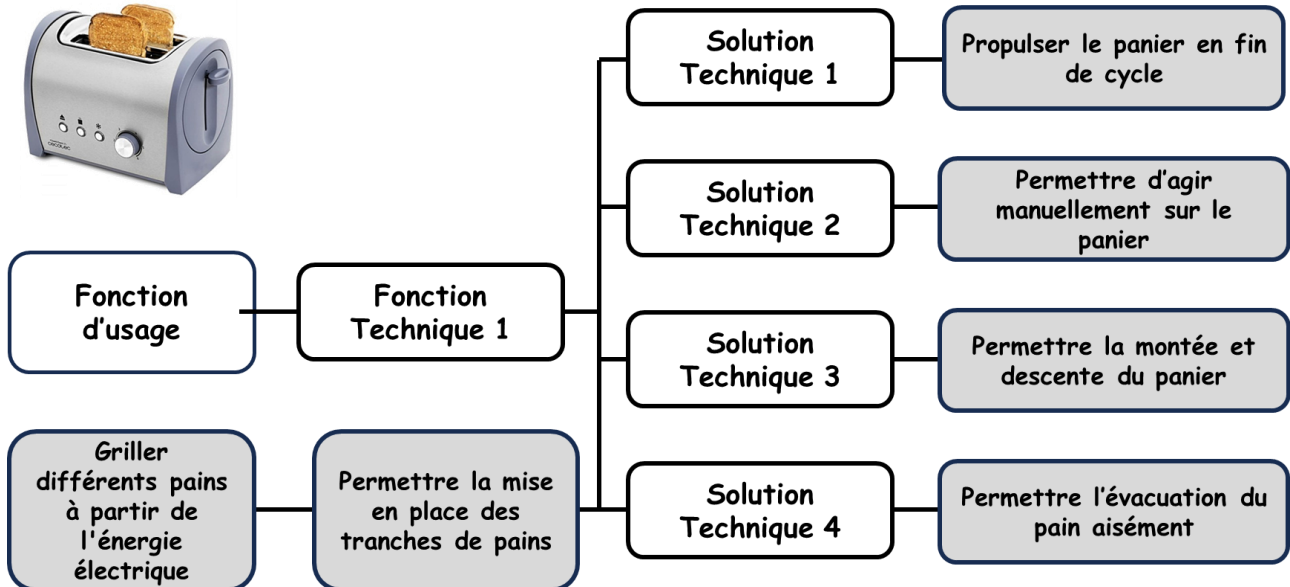 Solution
Technique 1
Propulser le panier en fin
de cycle
Solution
Technique 2
Permettre d'agir
manuellement sur le
panier
Fonction
d'usage
Fonction
Technique 1
Solution
Technique 3
Permettre la montée et
descente du panier
Griller
différents pains
à partir de
l'énergie
électrique
Permettre la mise
en place des
tranches de pains
Solution
Technique 4
Permettre l'évacuation du
pain aisément